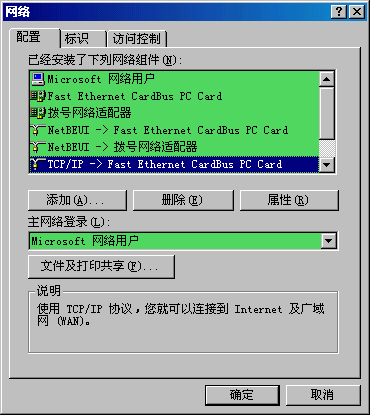 网络
配置 标识 访问控制
已经安装了下列网络组件(N):
Microsoft 网络用户
Fast Ethernet CardBus PC Card
拨号网络适配器
NetBEUI -> Fast Ethernet CardBus PC Card
NetBEUI -> 拨号网络适配器
TCP/IP -> Fast Ethernet CardBus PC Card
添加(A)... 删除(E) 属性(R)
主网络登录(L):
Microsoft 网络用户
文件及打印共享(F)...
说明
使用 TCP/IP 协议，您就可以连接到 Internet 及广域
网 (WAN)。
确定 取消